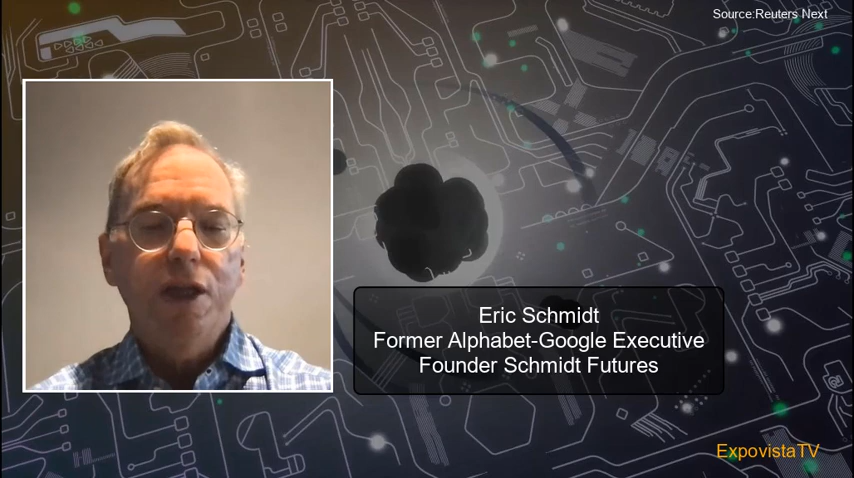 Source:Reuters Next
Eric Schmidt
Former Alphabet-Google Executive
Founder Schmidt Futures
ExpovistaTV